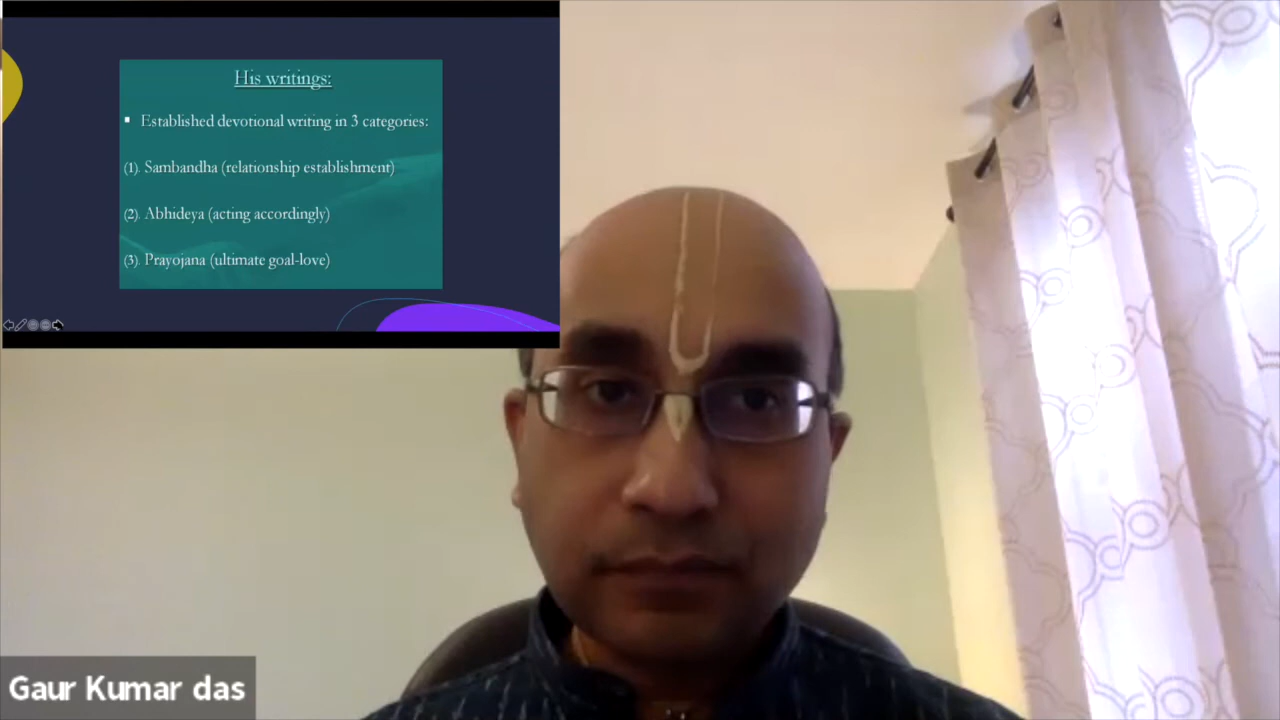 His writings:
▪ Established devotional writing in 3 categories:
(1). Sambandha (relationship establishment)
(2). Abhideya (acting accordingly)
(3). Prayojana (ultimate goal-love)
Gaur Kumar das